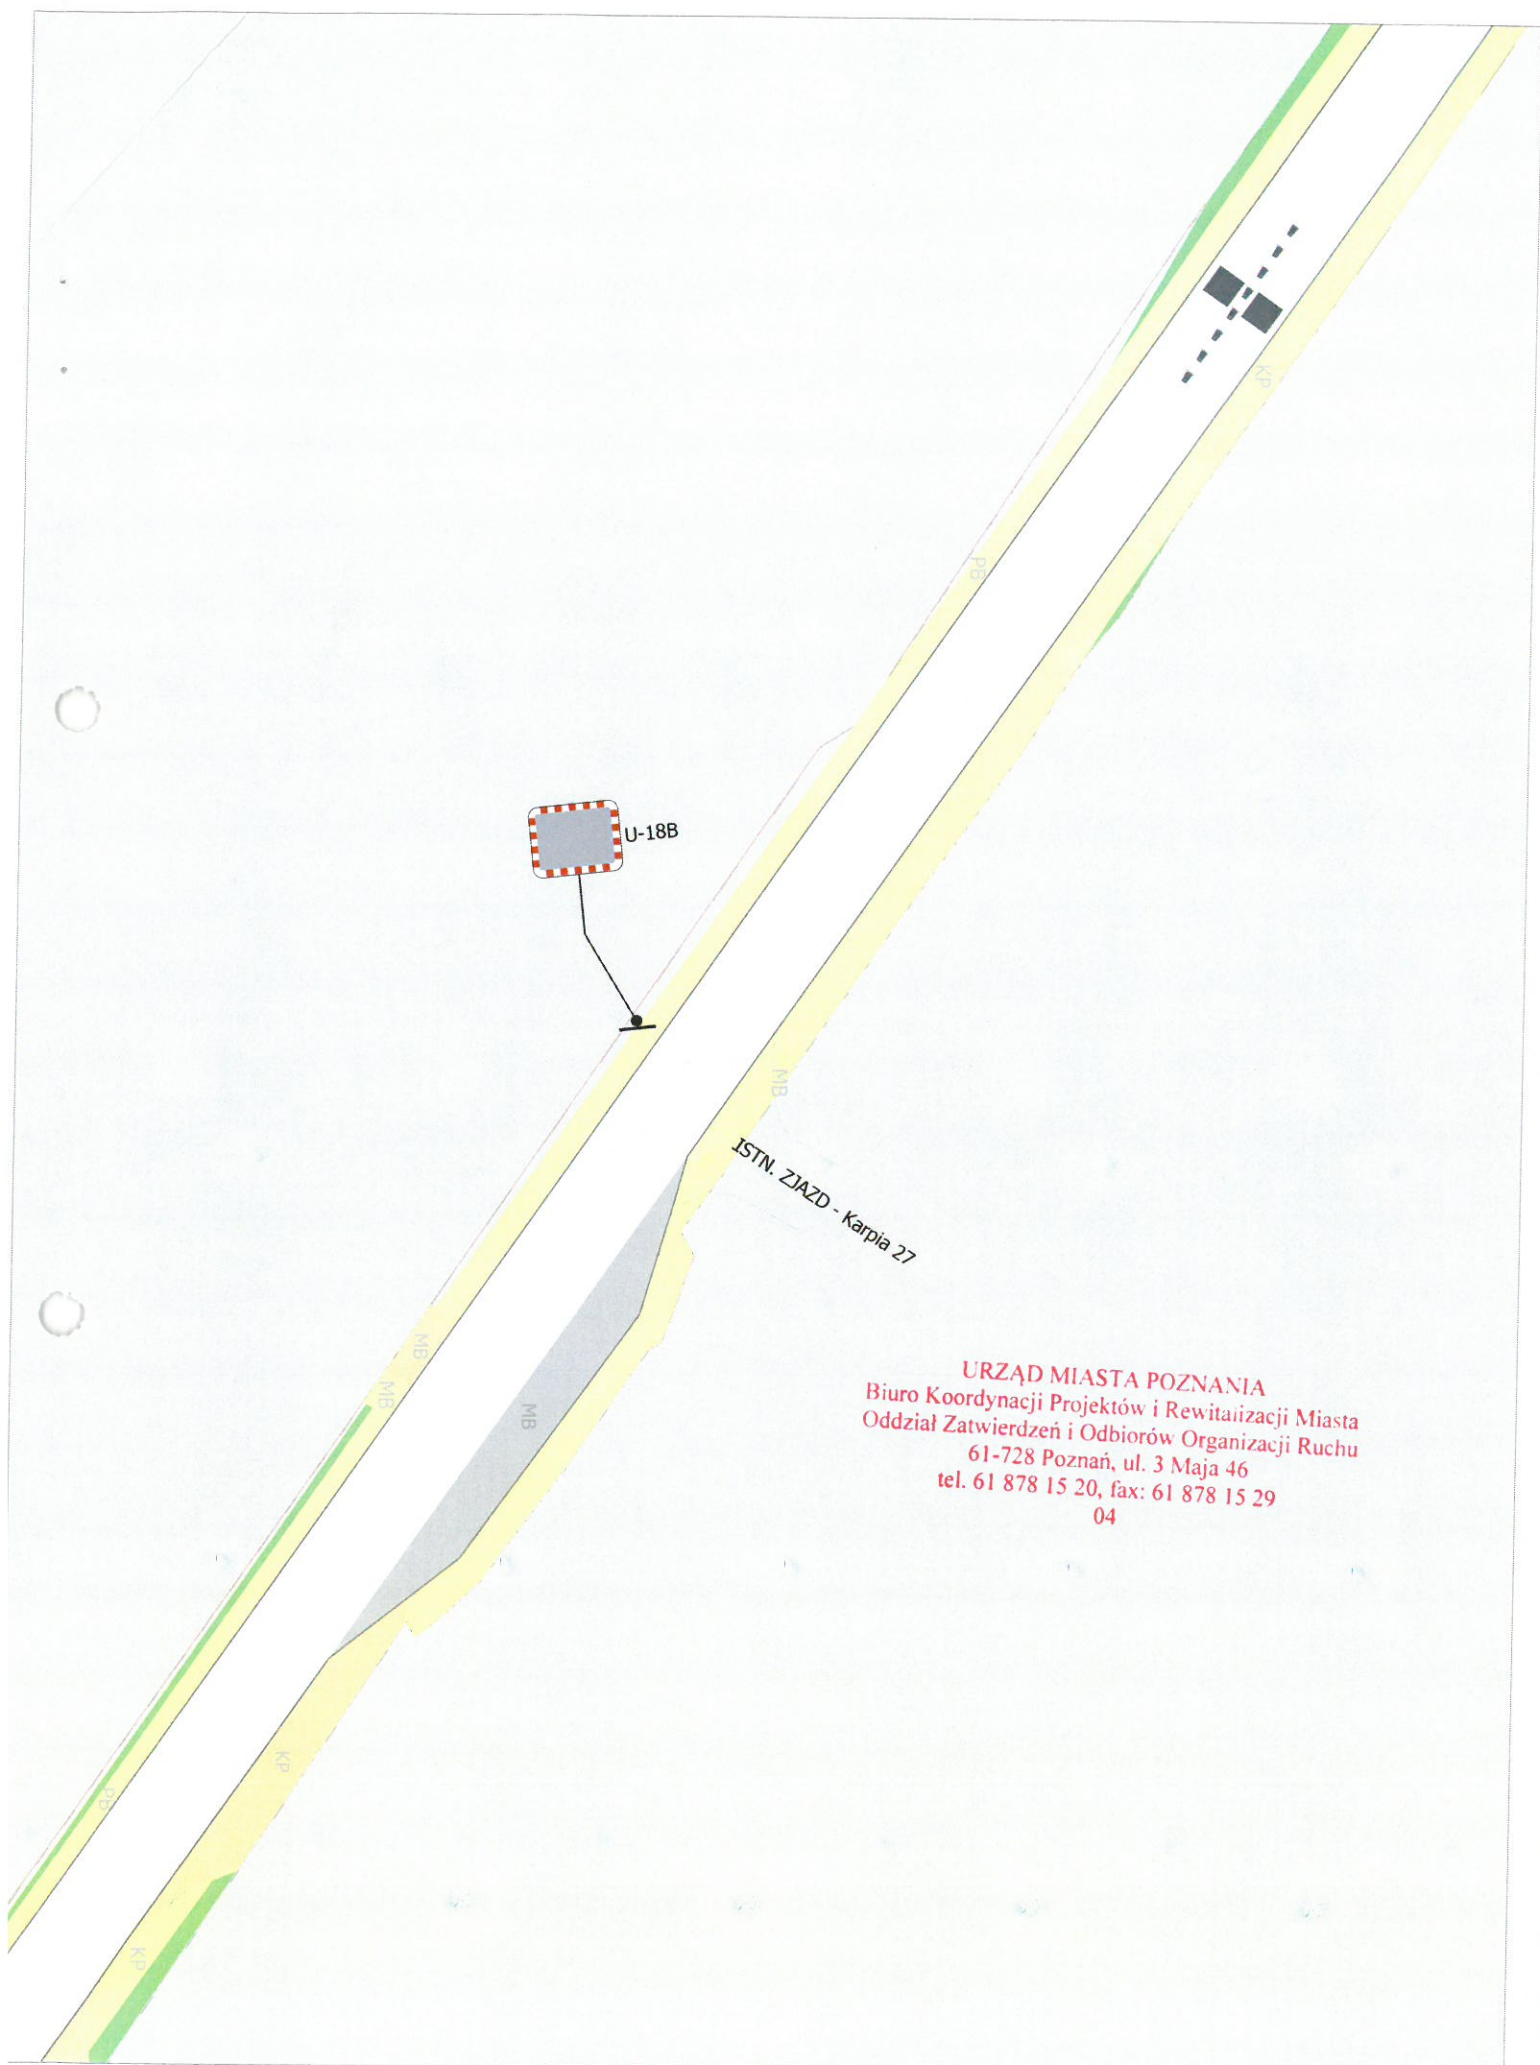 KP
PB
U-18B
MB
ISTN. ZJAZD - Karpia 27
MB
MB
MB
URZĄD MIASTA POZNANIA
Biuro Koordynacji Projektów i Rewitalizacji Miasta
Oddział Zatwierdzeń i Odbiorów Organizacji Ruchu
61-728 Poznań, ul. 3 Maja 46
tel. 61 878 15 20, fax: 61 878 15 29
04
KP
PB
KP